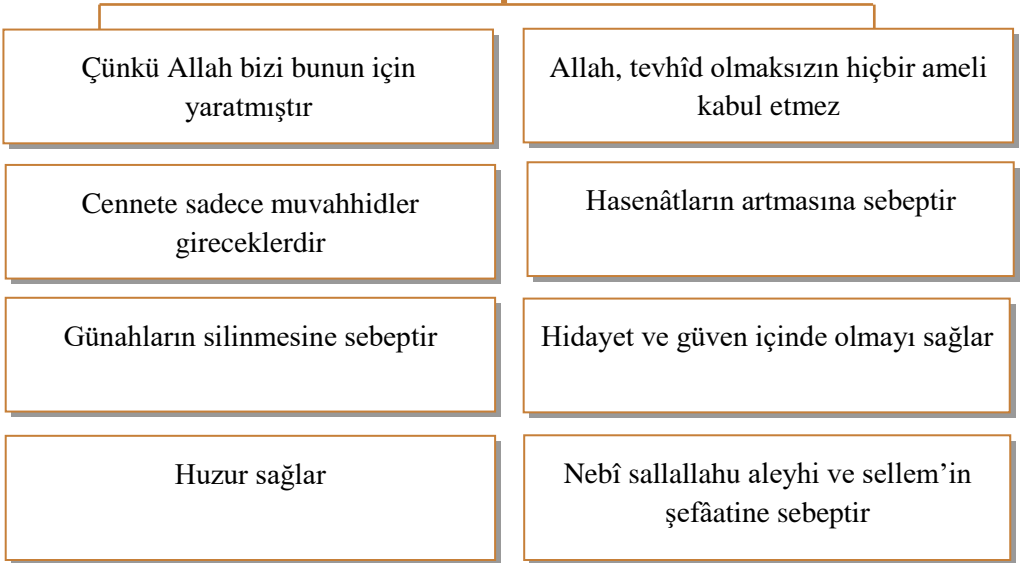 Çünkü Allah bizi bunun için
yaratmıştır
Allah, tevhîd olmaksızın hiçbir ameli
kabul etmez
Cennete sadece muvahhidler
gireceklerdir
Hasenâtların artmasına sebeptir
Günahların silinmesine sebeptir
Hidayet ve güven içinde olmayı sağlar
Huzur sağlar
Nebî sallallahu aleyhi ve sellem’in
şefâatine sebeptir